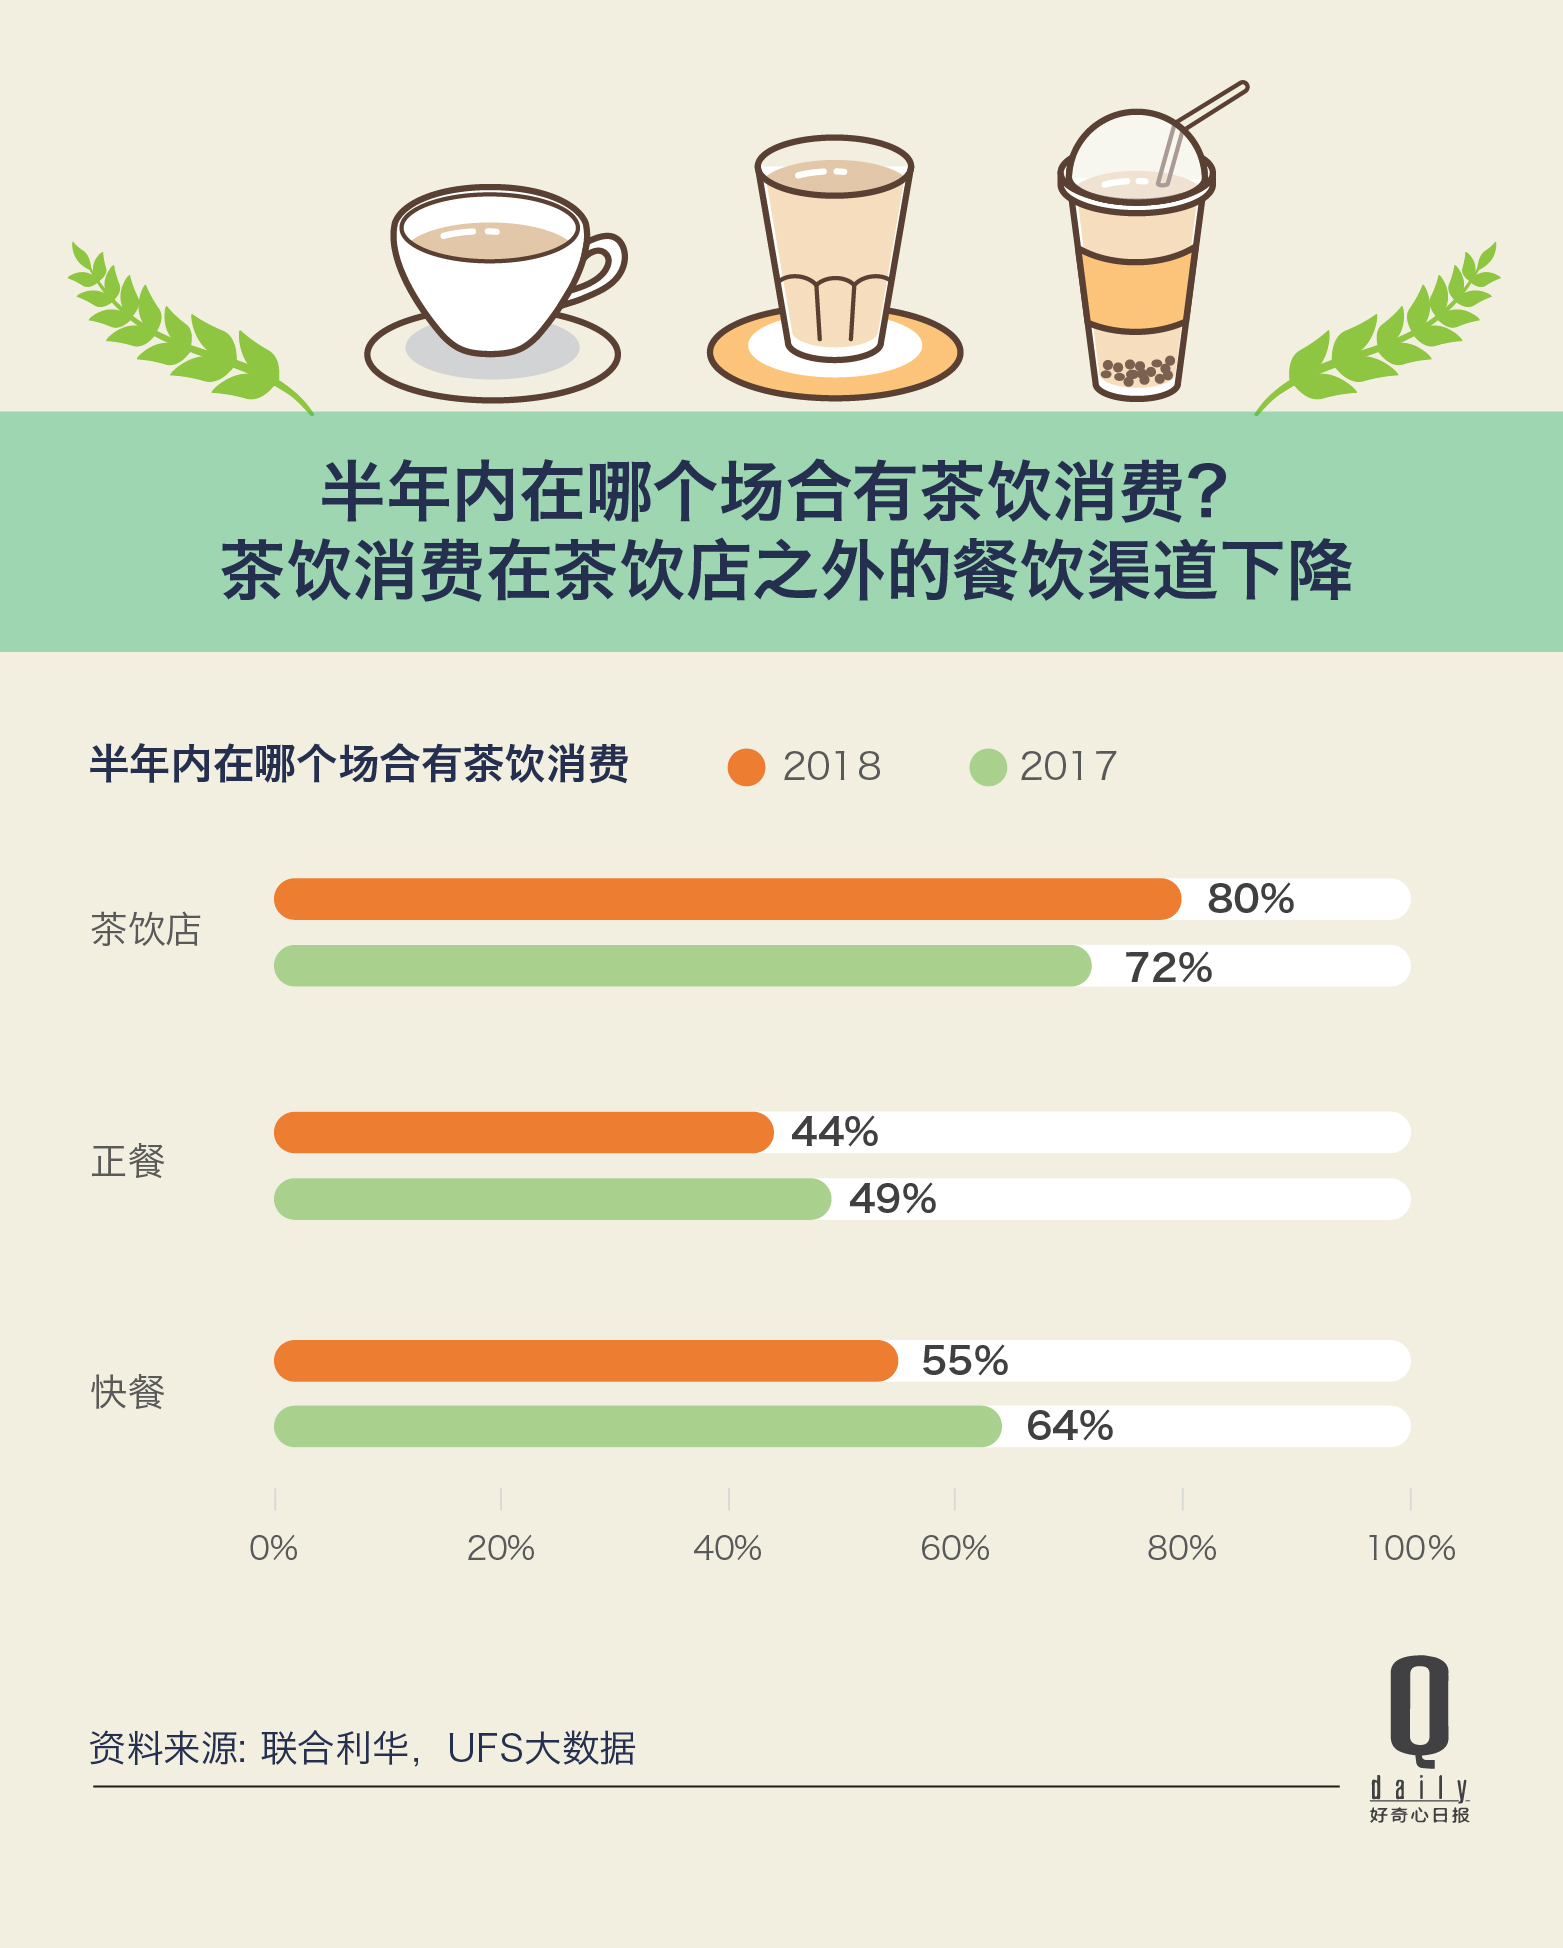 半年内在哪个场合有茶饮消费?
茶饮消费在茶饮店之外的餐饮渠道下降
半年内在哪个场合有茶饮消费 2018 2017
茶饮店
80%
72%
正餐
44%
49%
快餐
55%
64%
0% 20% 40% 60% 80% 100%
资料来源: 联合利华，UFS大数据
Q
daily
好奇心日报